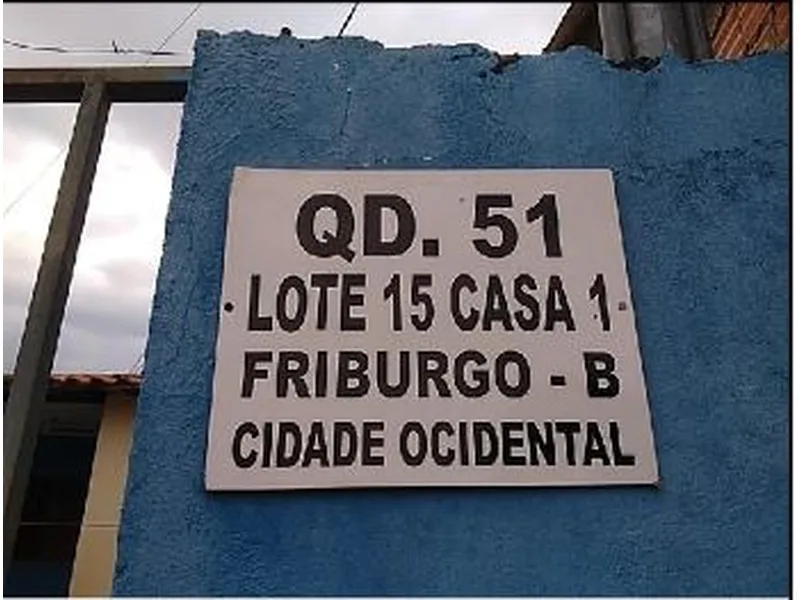 QD. 51
LOTE 15 CASA 1
FRIBURGO - B
CIDADE OCIDENTAL